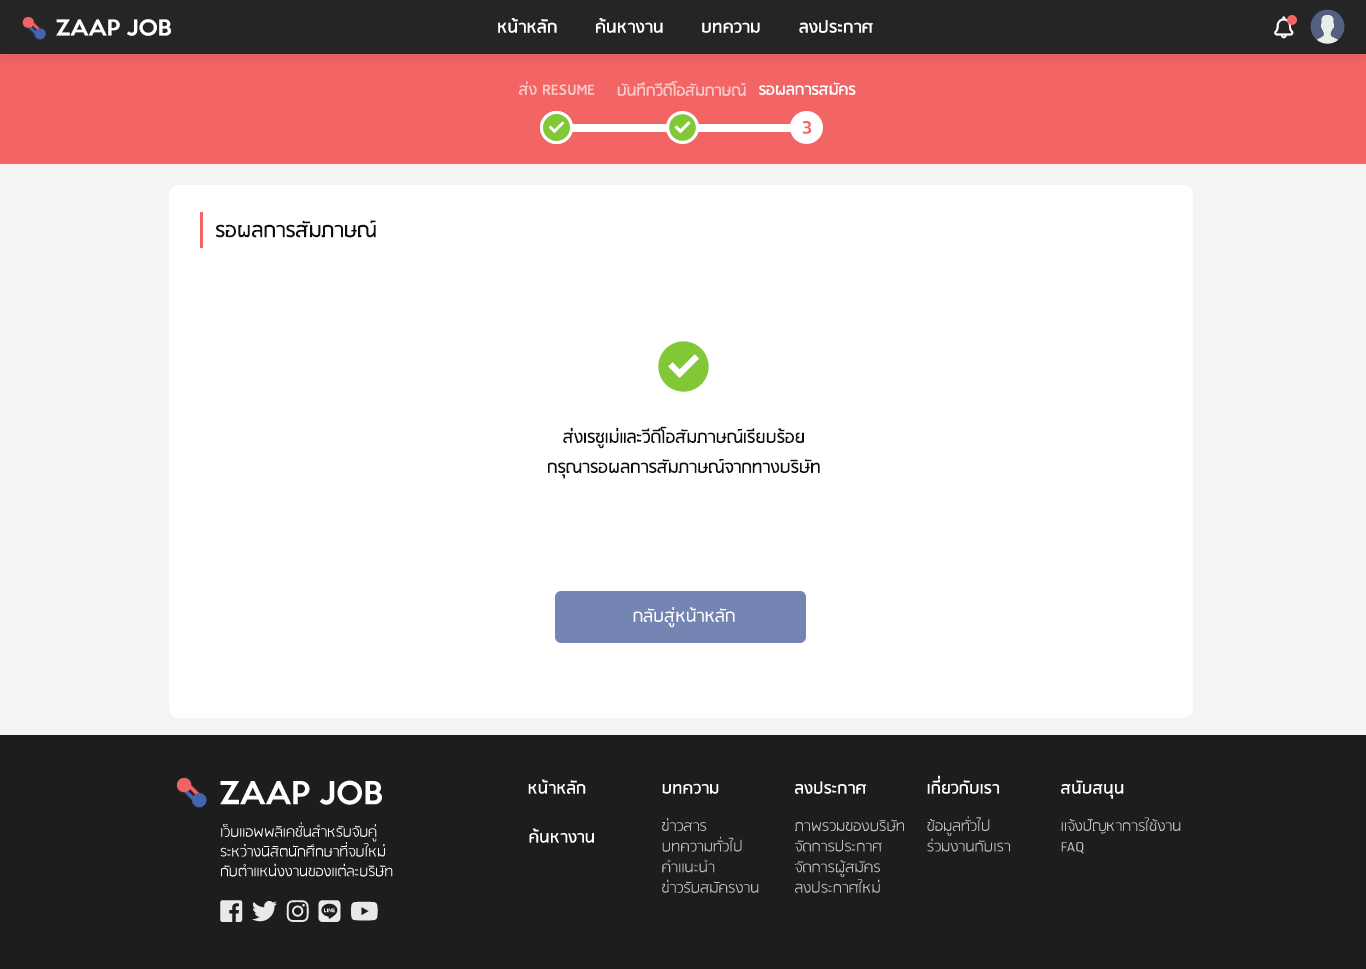 ZAAP JOB
หน้าหลัก ค้นหางาน บทความ ลงประกาศ
ส่ง RESUME บันทึกวีดีโอสัมภาษณ์ รอผลการสมัคร
3
รอผลการสัมภาษณ์
ส่งเรซูเม่และวีดีโอสัมภาษณ์เรียบร้อย
กรุณารอผลการสัมภาษณ์จากทางบริษัท
กลับสู่หน้าหลัก
ZAAP JOB
เว็บแอพพลิเคชั่นสำหรับจับคู่
ระหว่างนิสิตนักศึกษาที่จบใหม่
กับตำแหน่งงานของแต่ละบริษัท
LINE
หน้าหลัก
ค้นหางาน
บทความ
ข่าวสาร
บทความทั่วไป
คำแนะนำ
ข่าวรับสมัครงาน
ลงประกาศ
ภาพรวมของบริษัท
จัดการประกาศ
จัดการผู้สมัคร
ลงประกาศใหม่
เกี่ยวกับเรา
ข้อมูลทั่วไป
ร่วมงานกับเรา
สนับสนุน
แจ้งปัญหาการใช้งาน
FAQ